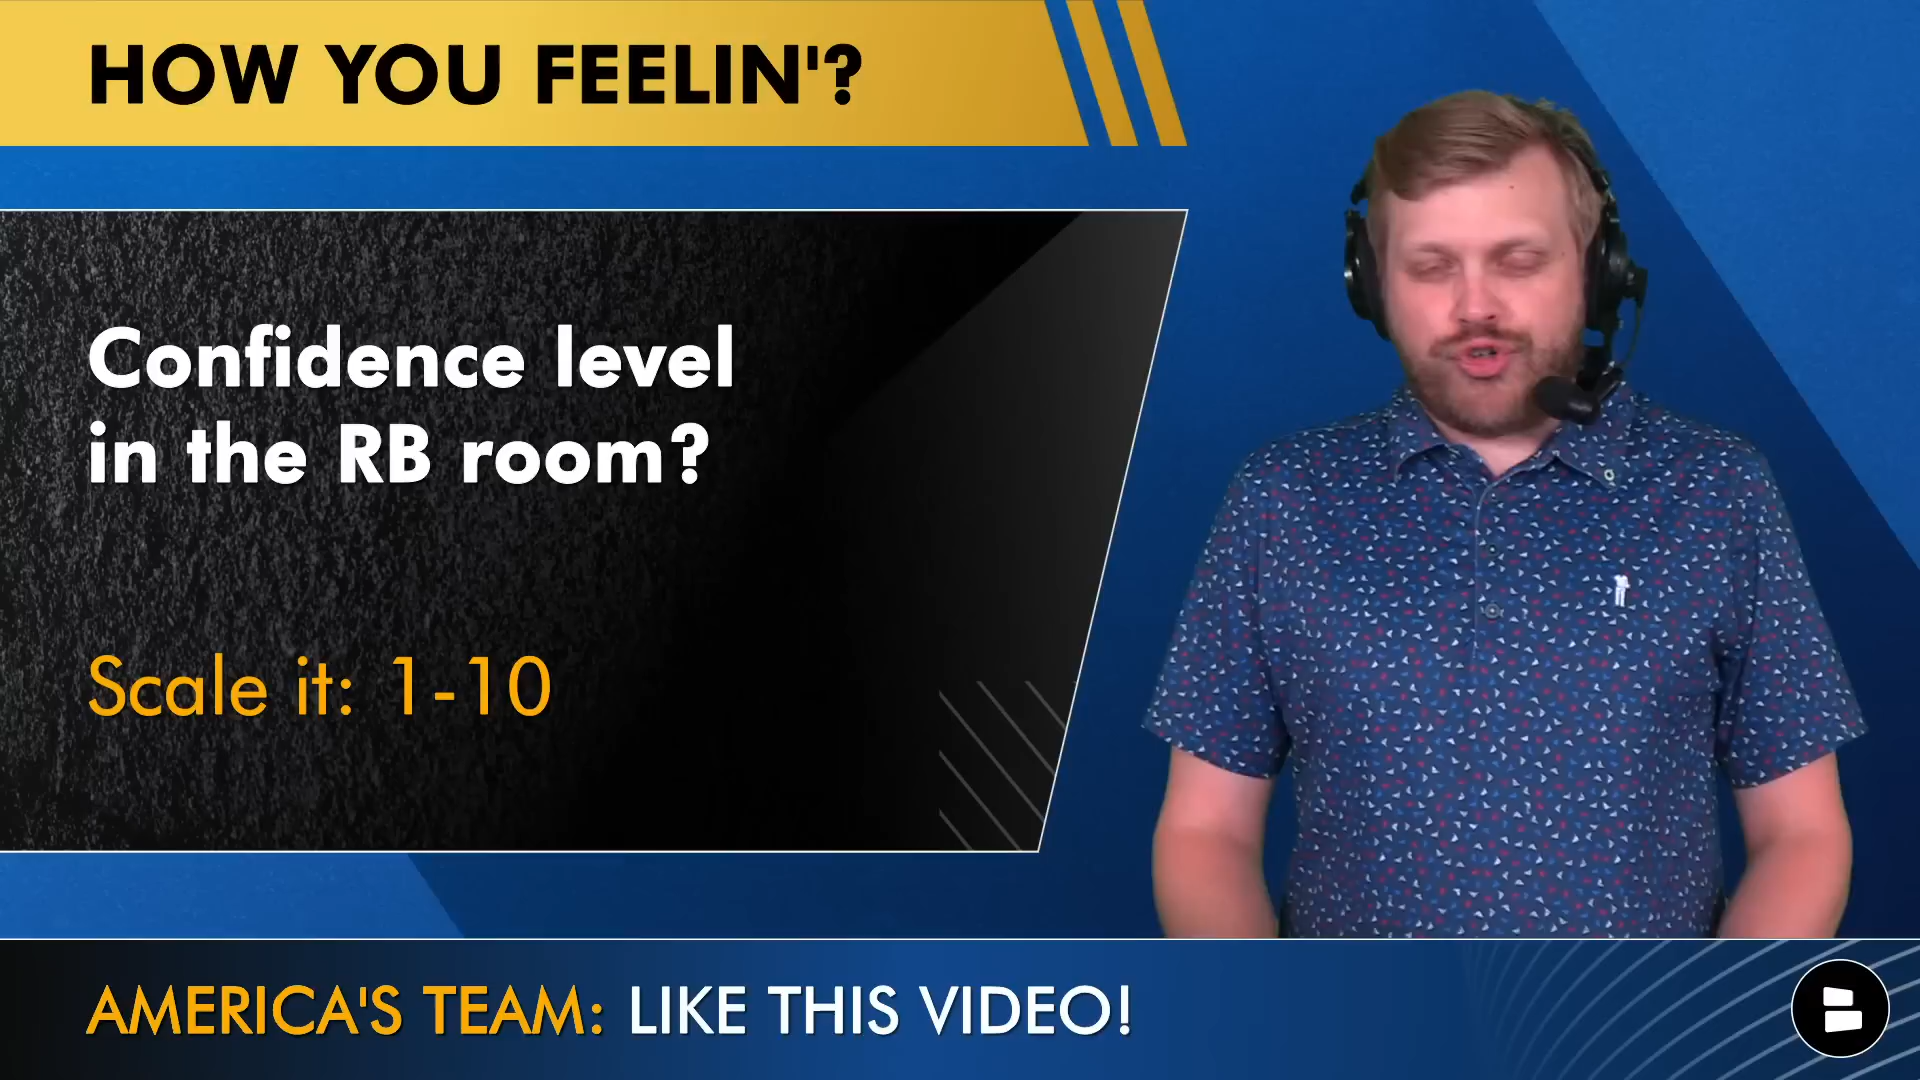 HOW YOU FEELIN'?
Confidence level
in the RB room?
Scale it: 1-10
AMERICA'S TEAM: LIKE THIS VIDEO!